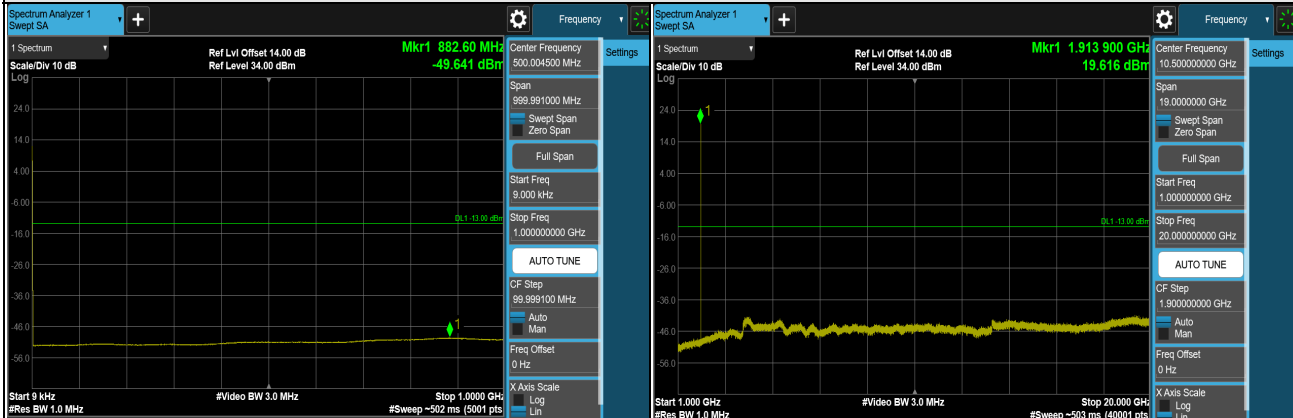 Spectrum Analyzer 1
Swept SA
+
Frequency
1 Spectrum
Scale/Div 10 dB
Log
Ref Lvl Offset 14.00 dB
Ref Level 34.00 dBm
Mkr1 882.60 MHz
-49.641 dBm
24.0
14.0
4.00
-6.00
-16.0
-26.0
-36.0
-46.0
-56.0
DL1 -13.00 dBm
1
Start 9 kHz
#Res BW 1.0 MHz
#Video BW 3.0 MHz
Stop 1.0000 GHz
#Sweep ~502 ms (5001 pts
Center Frequency
500.004500 MHz
Span
999.991000 MHz
Swept Span
Zero Span
Full Span
Start Freq
9.000 kHz
Stop Freq
1.000000000 GHz
AUTO TUNE
CF Step
99.999100 MHz
Auto
Man
Freq Offset
0 Hz
X Axis Scale
Log
Lin
Settings
Spectrum Analyzer 1
Swept SA
+
Frequency
1 Spectrum
Scale/Div 10 dB
Log
Ref Lvl Offset 14.00 dB
Ref Level 34.00 dBm
Mkr1 1.913 900 GHz
19.616 dBm
24.0
14.0
4.00
-6.00
-16.0
-26.0
-36.0
-46.0
-56.0
DL1 -13.00 dBm
1
Start 1.000 GHz
#Res BW 1.0 MHz
#Video BW 3.0 MHz
Stop 20.000 GHz
#Sweep ~503 ms (40001 pts
Center Frequency
10.500000000 GHz
Span
19.0000000 GHz
Swept Span
Zero Span
Full Span
Start Freq
1.000000000 GHz
Stop Freq
20.000000000 GHz
AUTO TUNE
CF Step
1.900000000 GHz
Auto
Man
Freq Offset
0 Hz
X Axis Scale
Log
Lin
Settings